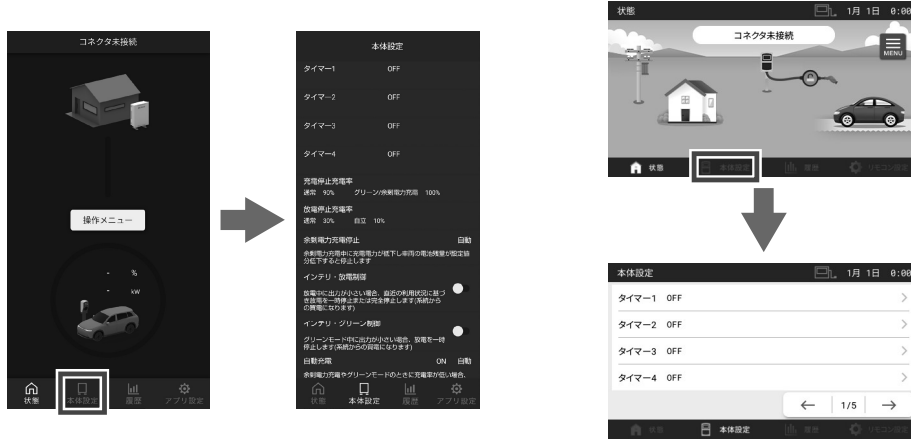 コネクタ未接続
操作メニュー
- %
- kW
状態
本体設定
履歴
アプリ設定
本体設定
タイマー1 OFF
タイマー2 OFF
タイマー3 OFF
タイマー4 OFF
充電停止充電率
通常 90% グリーン/余剰電力充電 100%
放電停止充電率
通常 30% 自立 10%
余剰電力充電停止 自動
余剰電力充電中に充電電力が低下し車両の電池残量が設定値
分低下すると停止します
インテリ・放電制御
放電中に出力が小さい場合、直近の利用状況に基づ
き放電を一時停止または完全停止します(系統から
の買電になります)
インテリ・グリーン制御
グリーンモード中に出力が小さい場合、放電を一時
停止します(系統からの買電になります)
自動充電 ON 自動
余剰電力充電やグリーンモードのときに充電率が低い場合、
状態
本体設定
履歴
アプリ設定
状態 1月 1日 0:00
コネクタ未接続
MENU
状態
本体設定
履歴
リモコン設定
本体設定 1月 1日 0:00
タイマー1 OFF
タイマー2 OFF
タイマー3 OFF
タイマー4 OFF
← 1/5 →
状態
本体設定
履歴
リモコン設定